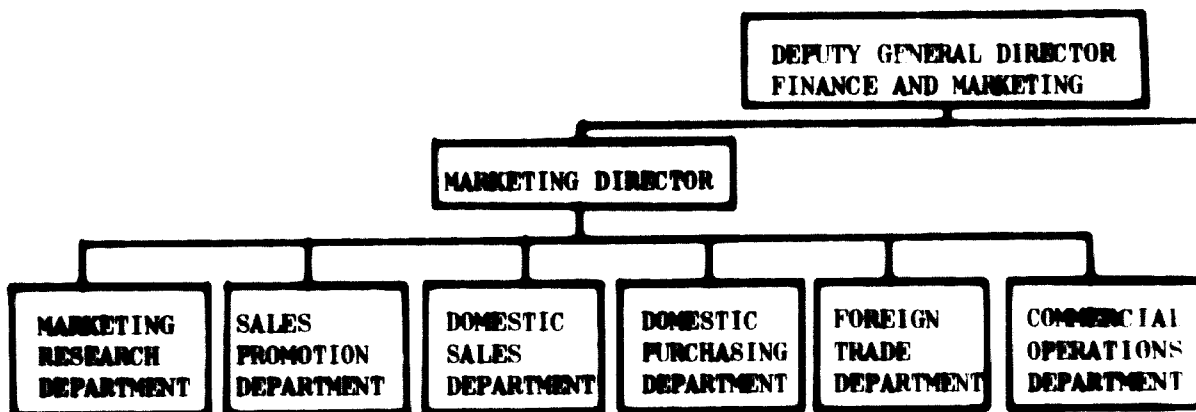 DEPUTY GENERAL DIRECTOR
FINANCE AND MARKETING
MARKETING DIRECTOR
MARKETING
RESEARCH
DEPARTMENT
SALES
PROMOTION
DEPARTMENT
DOMESTIC
SALES
DEPARTMENT
DOMESTIC
PURCHASING
DEPARTMENT
FOREIGN
TRADE
DEPARTMENT
COMMERCIAL
OPERATIONS
DEPARTMENT